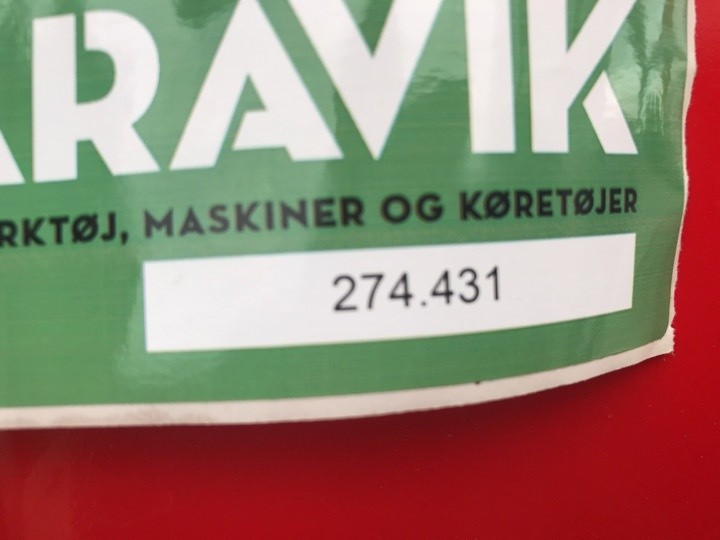 ARAVIK
RKTØJ, MASKINER OG KØRETØJER
274.431